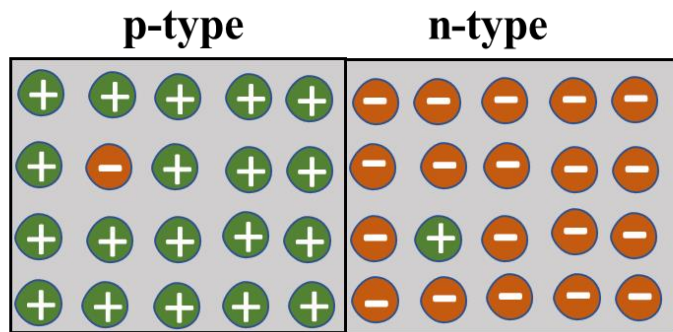 p-type n-type
+ + + + + - - - - -
+ - + + + - - - - -
+ + + + + - + - - -
+ + + + + - - - - -